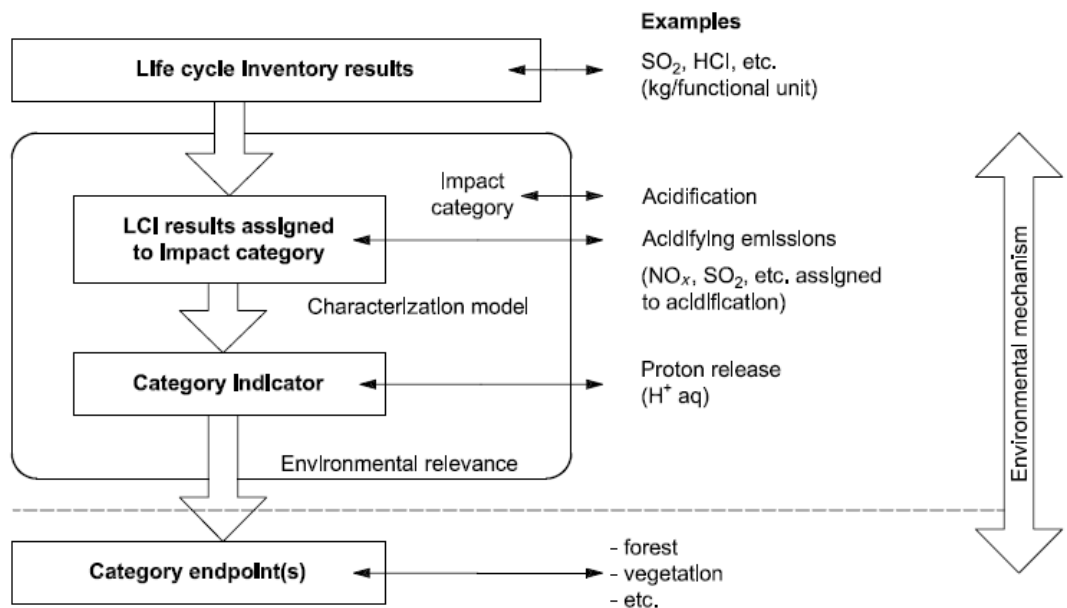 Examples
Life cycle Inventory results
SO2, HCl, etc.
(kg/functional unit)
Impact
category
Acidification
LCI results assigned
to Impact category
Acidifying emissions
(NOx, SO2, etc. assigned
to acidification)
Characterization model
Category Indicator
Proton release
(H+ aq)
Environmental relevance
Environmental mechanism
Category endpoint(s)
- forest
- vegetation
- etc.